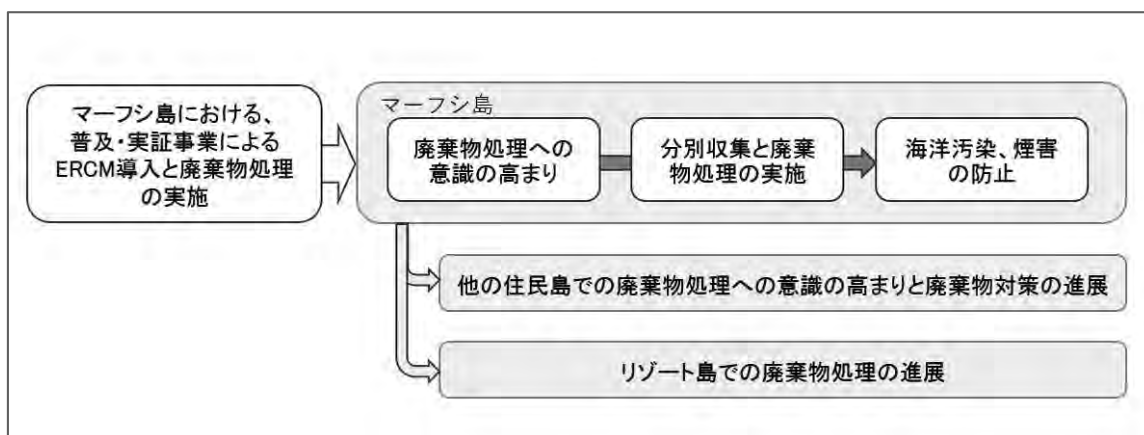 マーフシ島における、
普及・実証事業による
ERCM導入と廃棄物処理
の実施
マーフシ島
廃棄物処理への
意識の高まり
分別収集と廃棄
物処理の実施
海洋汚染、煙害
の防止
他の住民島での廃棄物処理への意識の高まりと廃棄物対策の進展
リゾート島での廃棄物処理の進展